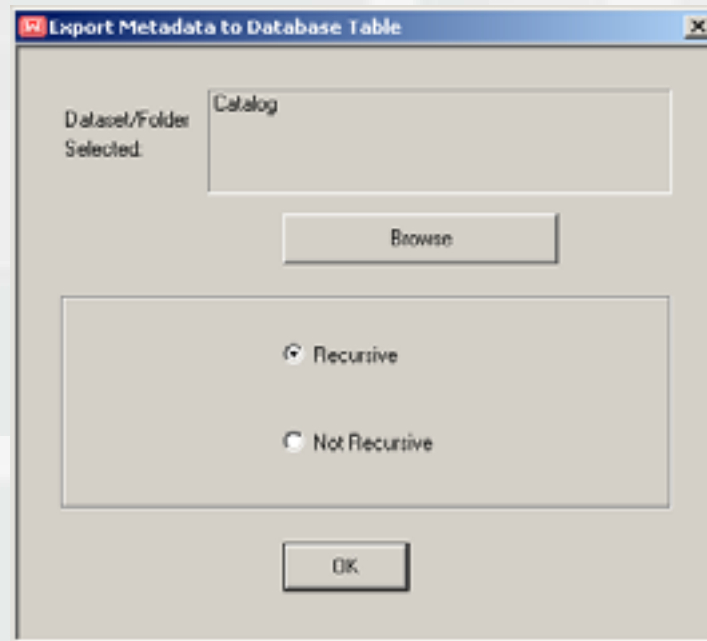 Export Metadata to Database Table
Dataset/Folder
Selected:
Catalog
Browse
Recursive
Not Recursive
OK